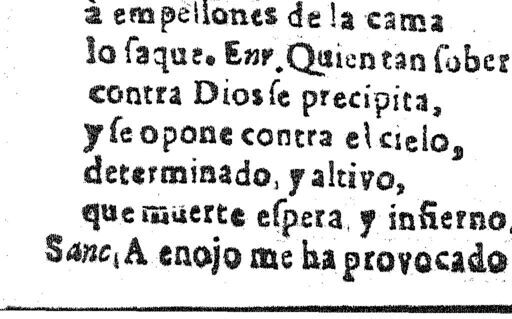 à empellones de la cama
lo ſaque. Enr. Quien tan ſober
contra Dios ſe precipita,
y ſe opone contra el cielo,
determinado, y altivo,
que muerte eſpera, y infierno,
Sanc. A enojo me ha provocado